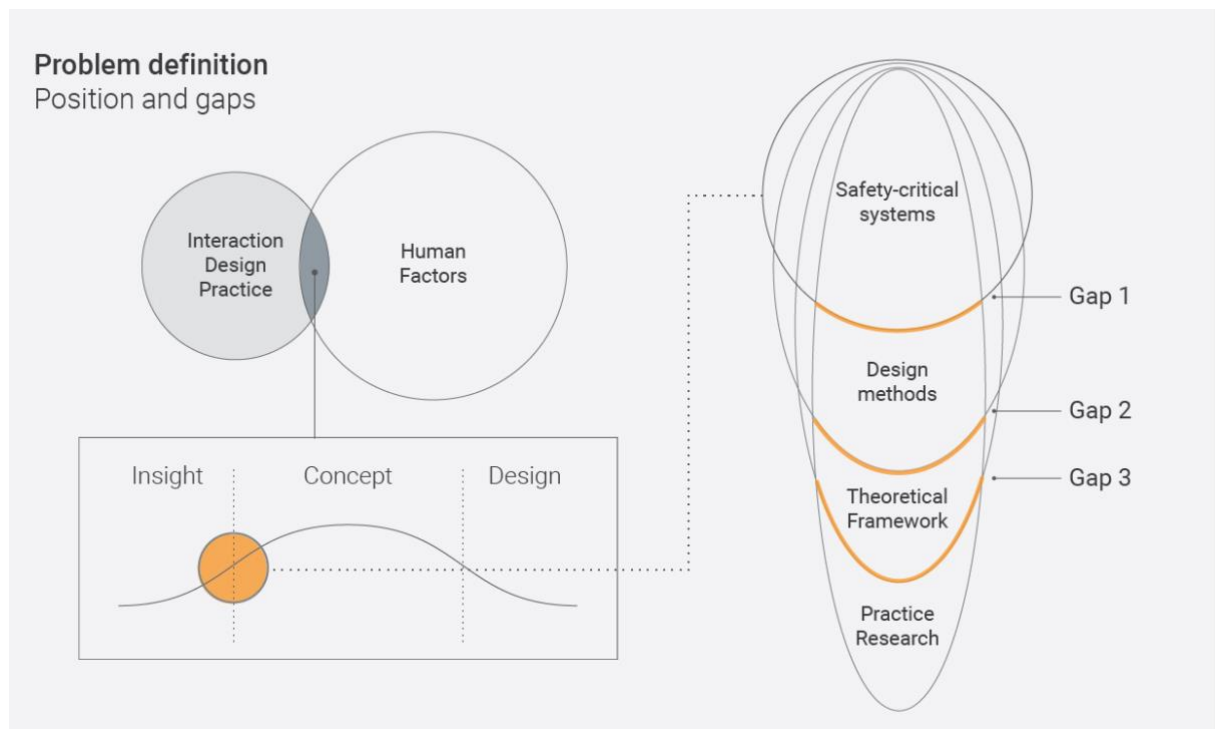 Problem definition
Position and gaps
Interaction
Design
Practice
Human
Factors
Insight
Concept
Design
Safety-critical
systems
Gap 1
Design
methods
Gap 2
Gap 3
Theoretical
Framework
Practice
Research